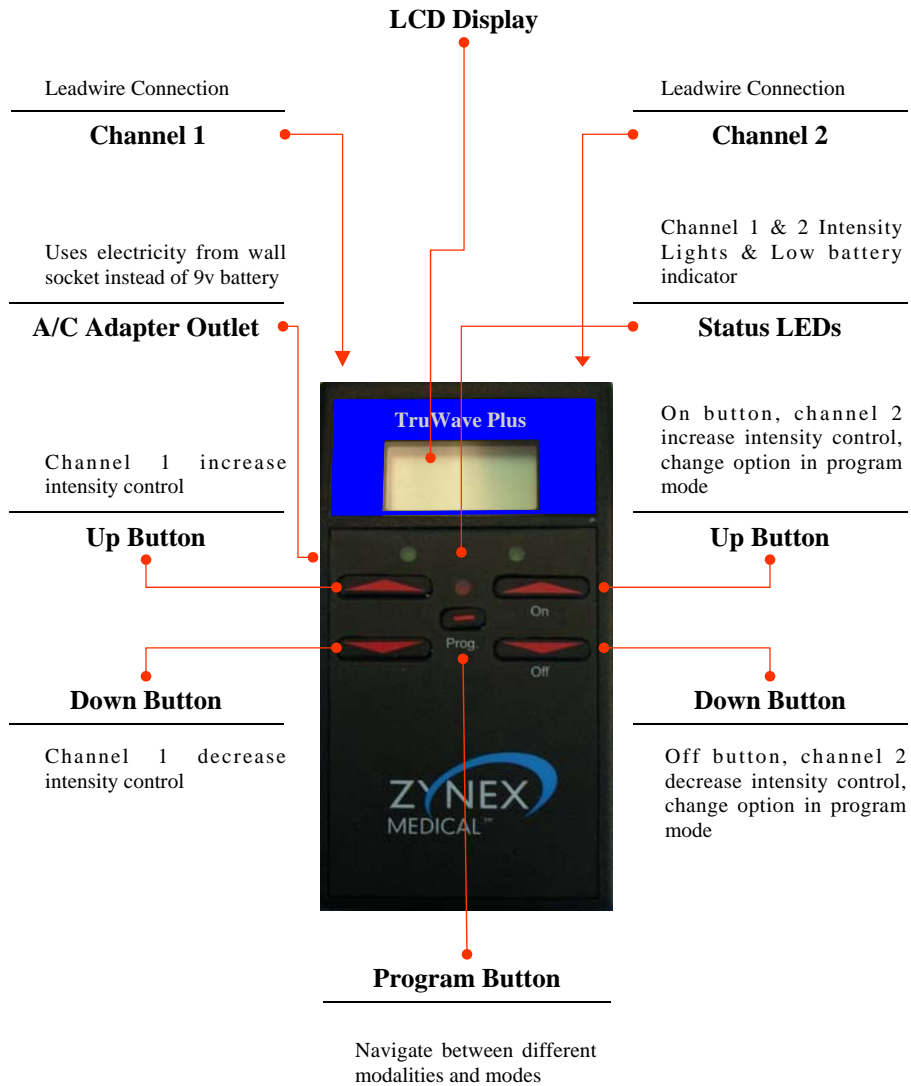 LCD Display
Leadwire Connection
Channel 1
Leadwire Connection
Channel 2
Uses electricity from wall
socket instead of 9v battery
A/C Adapter Outlet
Channel 1 & 2 Intensity
Lights & Low battery
indicator
Status LEDs
TruWave Plus
Channel 1 increase
intensity control
Up Button
On button, channel 2
increase intensity control,
change option in program
mode
Up Button
On
Prog.
Off
Down Button
Channel 1 decrease
intensity control
Down Button
Off button, channel 2
decrease intensity control,
change option in program
mode
ZYNEX
MEDICAL™
Program Button
Navigate between different
modalities and modes